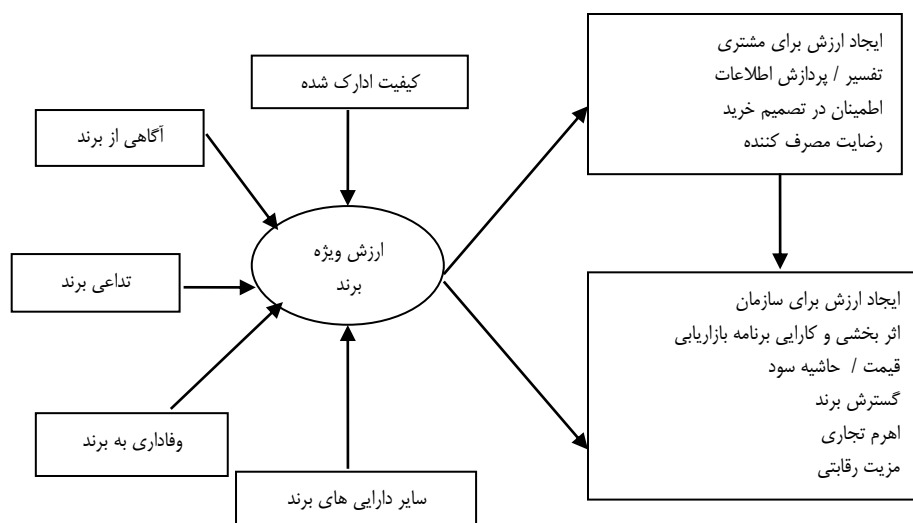 ایجاد ارزش برای مشتری
تفسیر / پردازش اطلاعات
اطمینان در تصمیم خرید
رضایت مصرف کننده
کیفیت ادارک شده
آگاهی از برند
ارزش ویژه
برند
تداعی برند
ایجاد ارزش برای سازمان
اثر بخشی و کارایی برنامه بازاریابی
قیمت / حاشیه سود
گسترش برند
اهرم تجاری
مزیت رقابتی
وفاداری به برند
سایر دارایی های برند